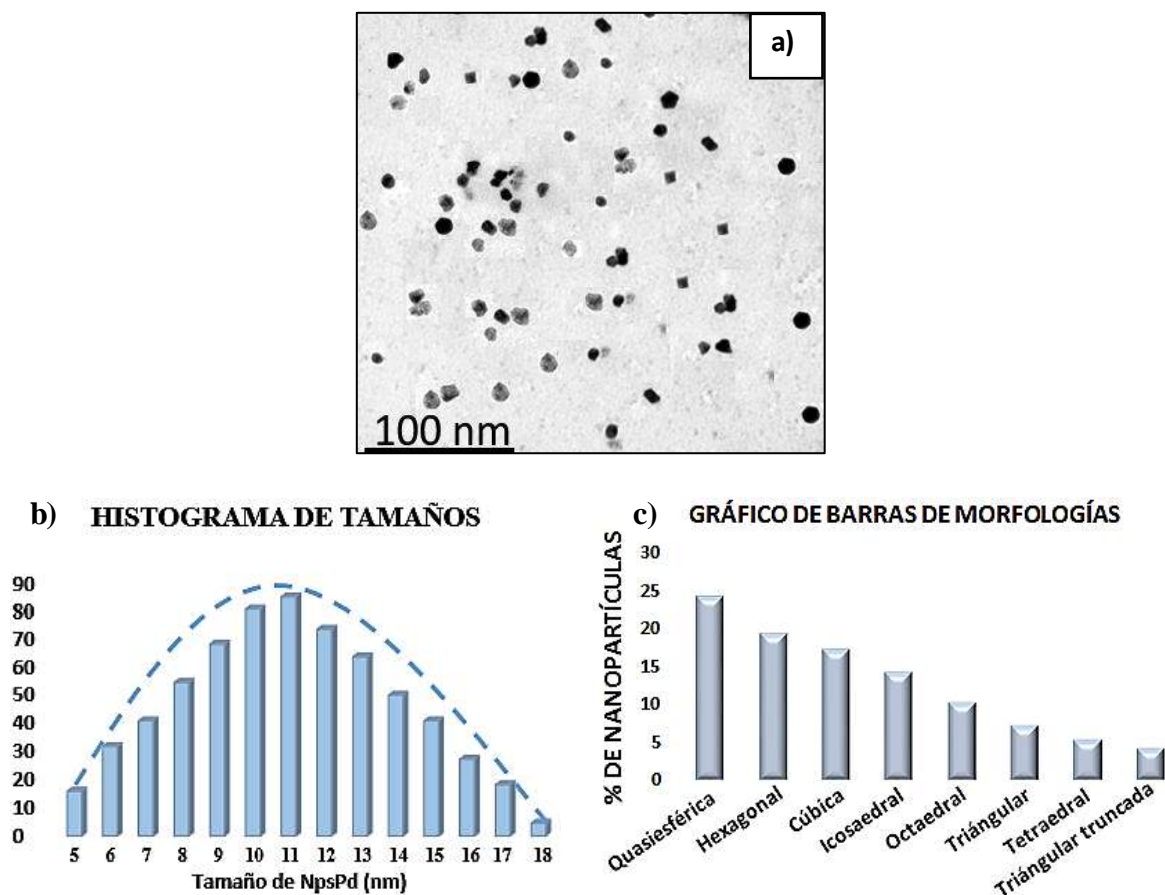 a)
100 nm
b) HISTOGRAMA DE TAMAÑOS
90
80
70
60
50
40
30
20
10
0
5 6 7 8 9 10 11 12 13 14 15 16 17 18
Tamaño de NpsPd (nm)
c) GRÁFICO DE BARRAS DE MORFOLOGÍAS
% DE NANOPARTÍCULAS
30
25
20
15
10
5
0
Quasiesférica
Hexagonal
Cúbica
Icosaedral
Octaedral
Triángular
Tetraedral
Triángular truncada